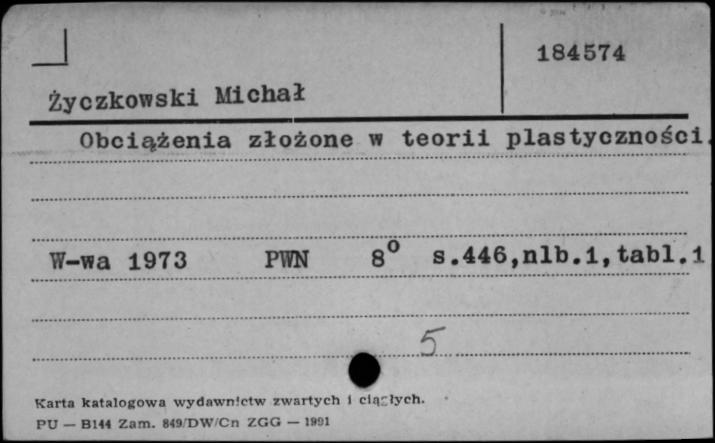 184574
Życzkowski Michał
Obciążenia złożone w teorii plastyczności.
W-wa 1973 PWN 8° s.446,nlb.1,tabl.1
5
Karta katalogowa wydawnictw zwartych i ciągłych.
PU — B144 Zam. 849/DW/Cn ZGG — 1991